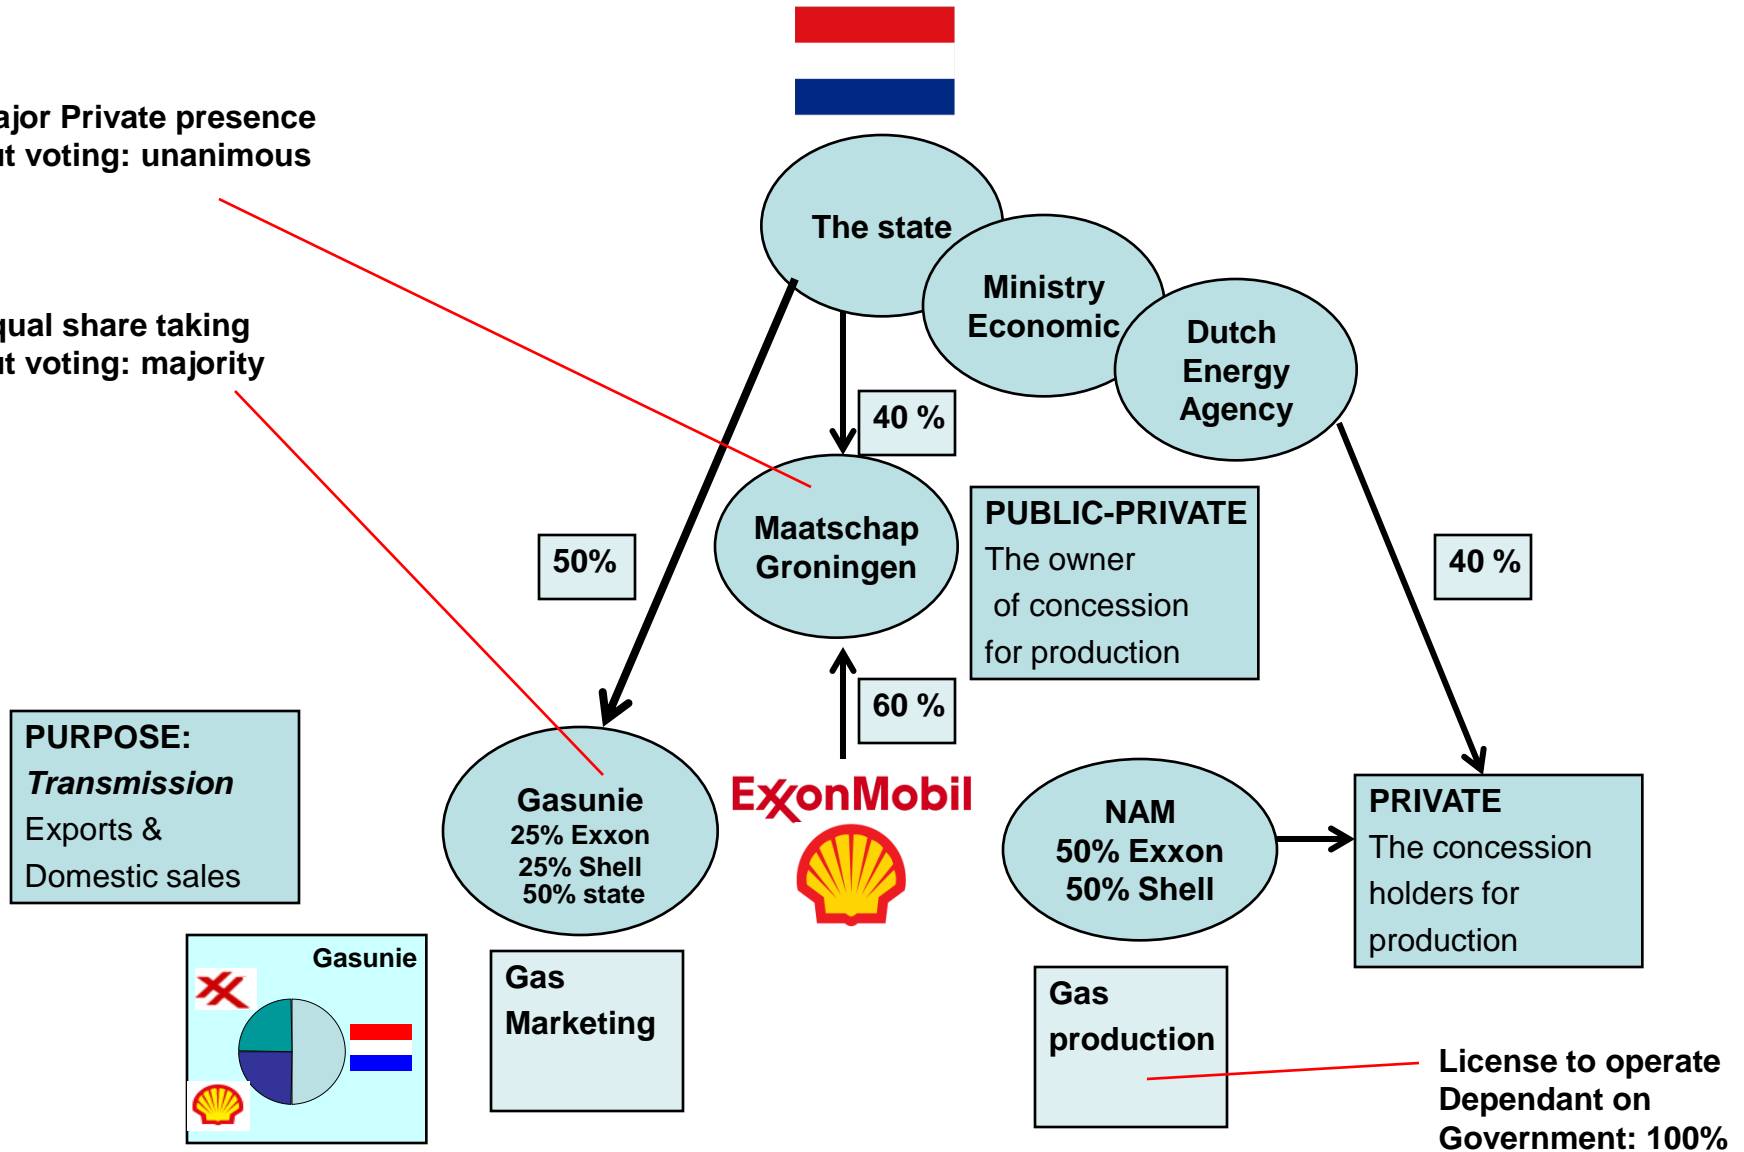 ajor Private presence
ut voting: unanimous
The state
Ministry
Economic
qual share taking
ut voting: majority
Dutch
Energy
Agency
40 %
Maatschap
Groningen
PUBLIC-PRIVATE
The owner
of concession
for production
50%
40 %
60 %
PURPOSE:
Transmission
Exports &
Domestic sales
Gasunie
25% Exxon
25% Shell
50% state
ExxonMobil
NAM
50% Exxon
50% Shell
PRIVATE
The concession
holders for
production
Gasunie
Gas
Marketing
Gas
production
License to operate
Dependant on
Government: 100%